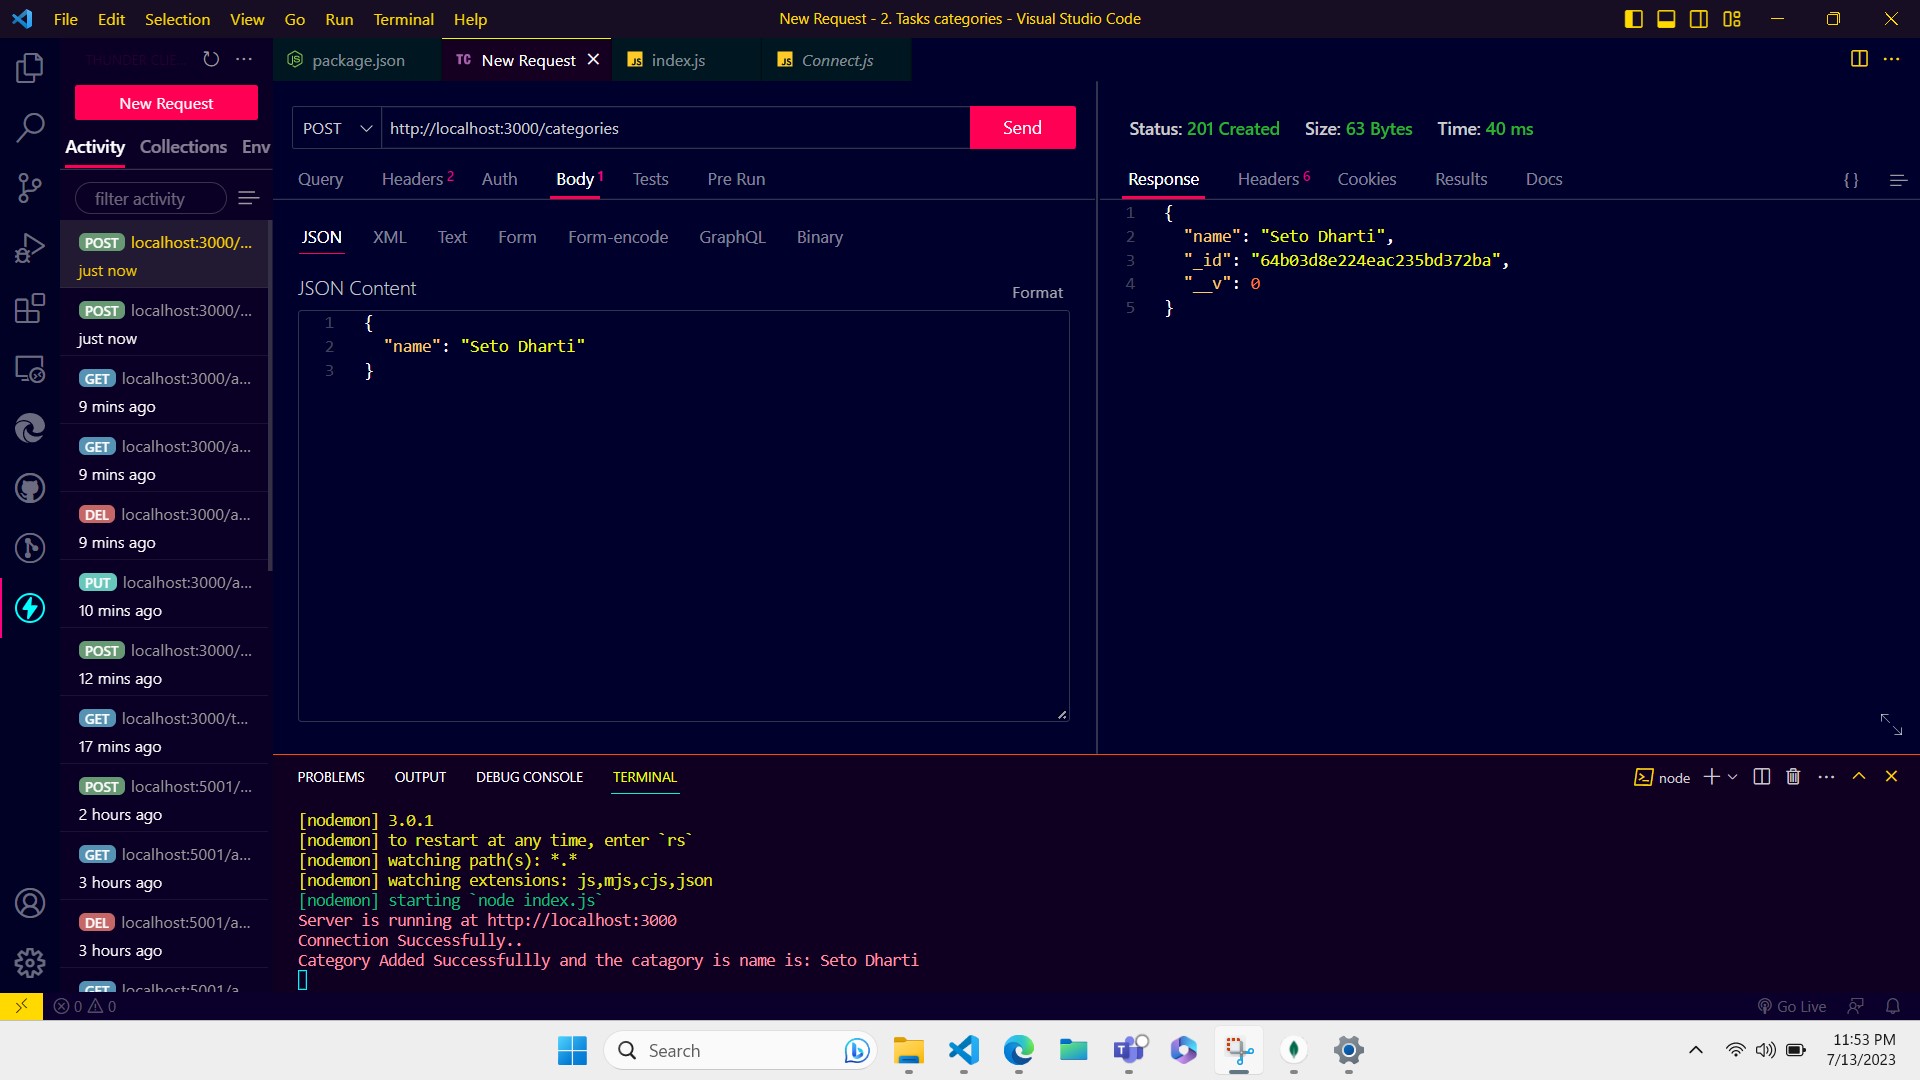 File Edit Selection View Go Run Terminal Help
New Request - 2. Tasks categories - Visual Studio Code
THUNDER CLIE...
New Request
Activity Collections Env
filter activity
POST localhost:3000/...
just now
POST localhost:3000/...
just now
GET localhost:3000/a...
9 mins ago
GET localhost:3000/a...
9 mins ago
DEL localhost:3000/a...
9 mins ago
PUT localhost:3000/a...
10 mins ago
POST localhost:3000/...
12 mins ago
GET localhost:3000/t...
17 mins ago
POST localhost:5001/...
2 hours ago
GET localhost:5001/a...
3 hours ago
DEL localhost:5001/a...
3 hours ago
GET localhost:5001/a
package.json
TC New Request
JS index.js
JS Connect.js
POST http://localhost:3000/categories Send
Query Headers 2 Auth Body 1 Tests Pre Run
JSON XML Text Form Form-encode GraphQL Binary
JSON Content
Format
1 {
2 "name": "Seto Dharti"
3 }
Status: 201 Created Size: 63 Bytes Time: 40 ms
Response Headers 6 Cookies Results Docs {}
1 {
2 "name": "Seto Dharti",
3 "_id": "64b03d8e224eac235bd372ba",
4 "__v": 0
5 }
PROBLEMS OUTPUT DEBUG CONSOLE TERMINAL
node
[nodemon] 3.0.1
[nodemon] to restart at any time, enter `rs`
[nodemon] watching path(s): *.*
[nodemon] watching extensions: js,mjs,cjs,json
[nodemon] starting `node index.js`
Server is running at http://localhost:3000
Connection Successfully..
Category Added Successfullly and the catagory is name is: Seto Dharti
0 0
Go Live
Search
11:53 PM
7/13/2023